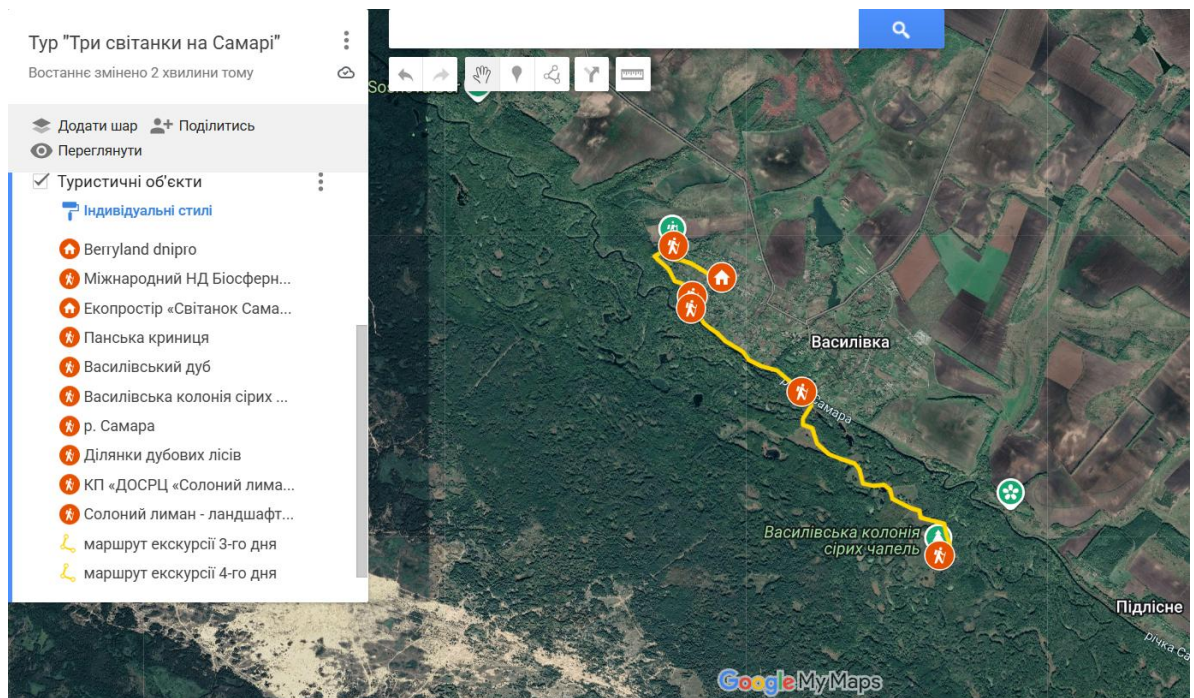 Тур "Три світанки на Самарі"
Востаннє змінено 2 хвилини тому
Додати шар
Поділитись
Переглянути
Туристичні об'єкти
Індивідуальні стилі
Berryland dnipro
Міжнародний НД Біосферн...
Екопростір «Світанок Сама...
Панська криниця
Василівський дуб
Василівська колонія сірих ...
р. Самара
Ділянки дубових лісів
КП «ДОСРЦ «Солоний лима...
Солоний лиман - ландшафт...
маршрут екскурсії 3-го дня
маршрут екскурсії 4-го дня
Василівка
Самара
Василівська колонія
сірих чапель
Підлісне
річка Са
Google My Maps